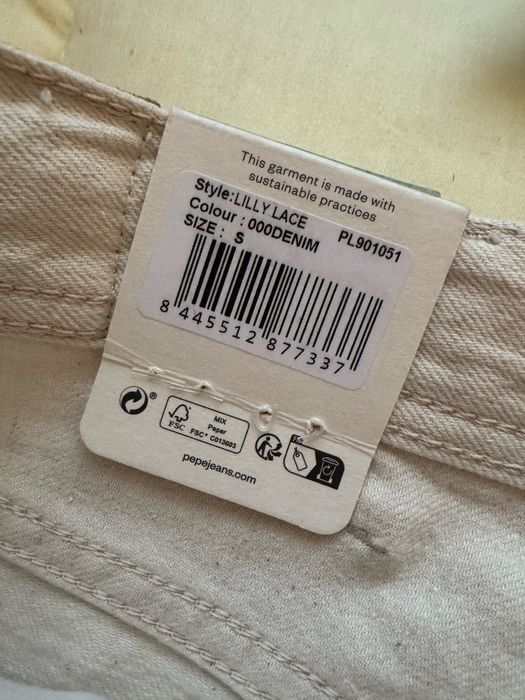 This garment is made with
sustainable practices
Style:LILLY LACE PL901051
Colour : 000DENIM
SIZE : S
8 445512 877337
®
FSC
MIX
Paper
FSC® C013603
pepejeans.com